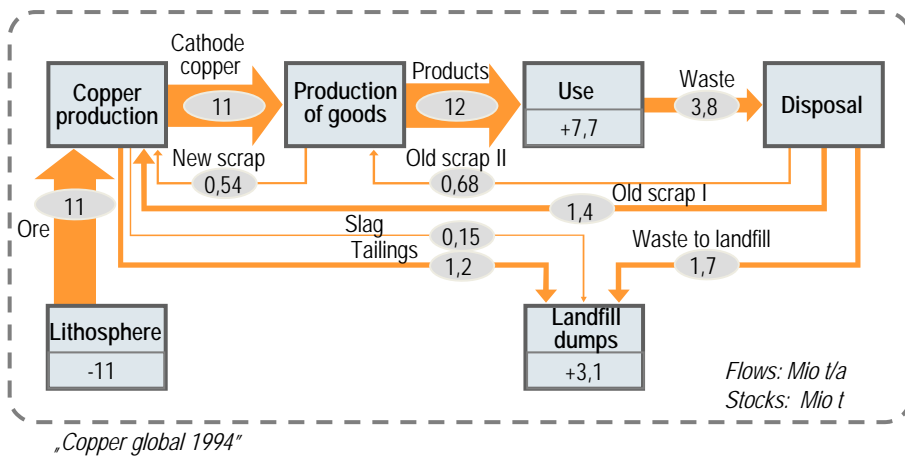 Cathode
copper
Products
Waste
Copper
production
11
Production
of goods
12
Use
+7,7
3,8
Disposal
New scrap
0,54
Old scrap II
0,68
11
Ore
Old scrap I
1,4
Slag
0,15
Tailings
1,2
Waste to landfill
1,7
Lithosphere
-11
Landfill
dumps
+3,1
Flows: Mio t/a
Stocks: Mio t
„Copper global 1994”